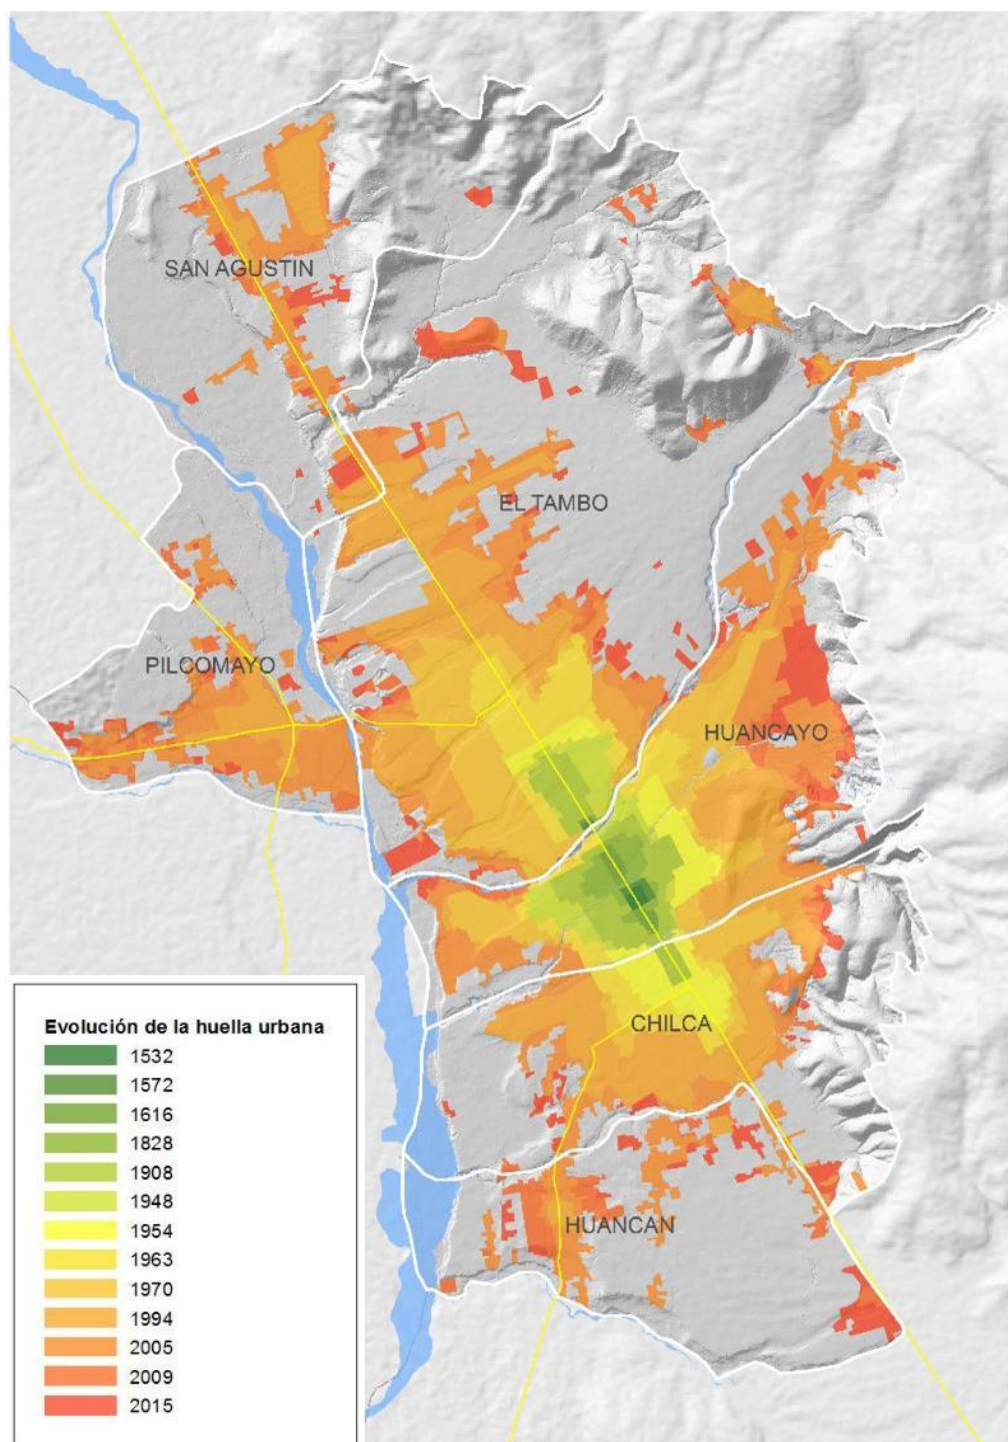 SAN AGUSTIN
EL TAMBO
PILCOMAYO
HUANCAYO
CHILCA
HUANCAN
Evolución de la huella urbana
1532
1572
1616
1828
1908
1948
1954
1963
1970
1994
2005
2009
2015